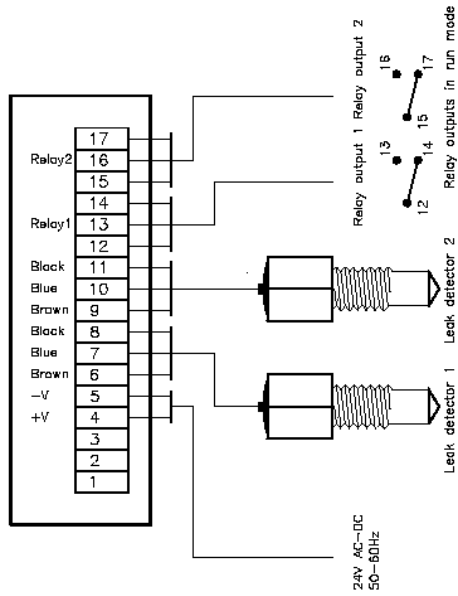 17
Relay2 16
15
14
Relay1 13
12
Black 11
Blue 10
Brown 9
Black 8
Blue 7
Brown 6
-V 5
+V 4
3
2
1
24V AC-DC
50-60Hz
Leak detector 1
Leak detector 2
Relay output 1
Relay output 2
13
12
14
16
15
17
Relay outputs in run mode